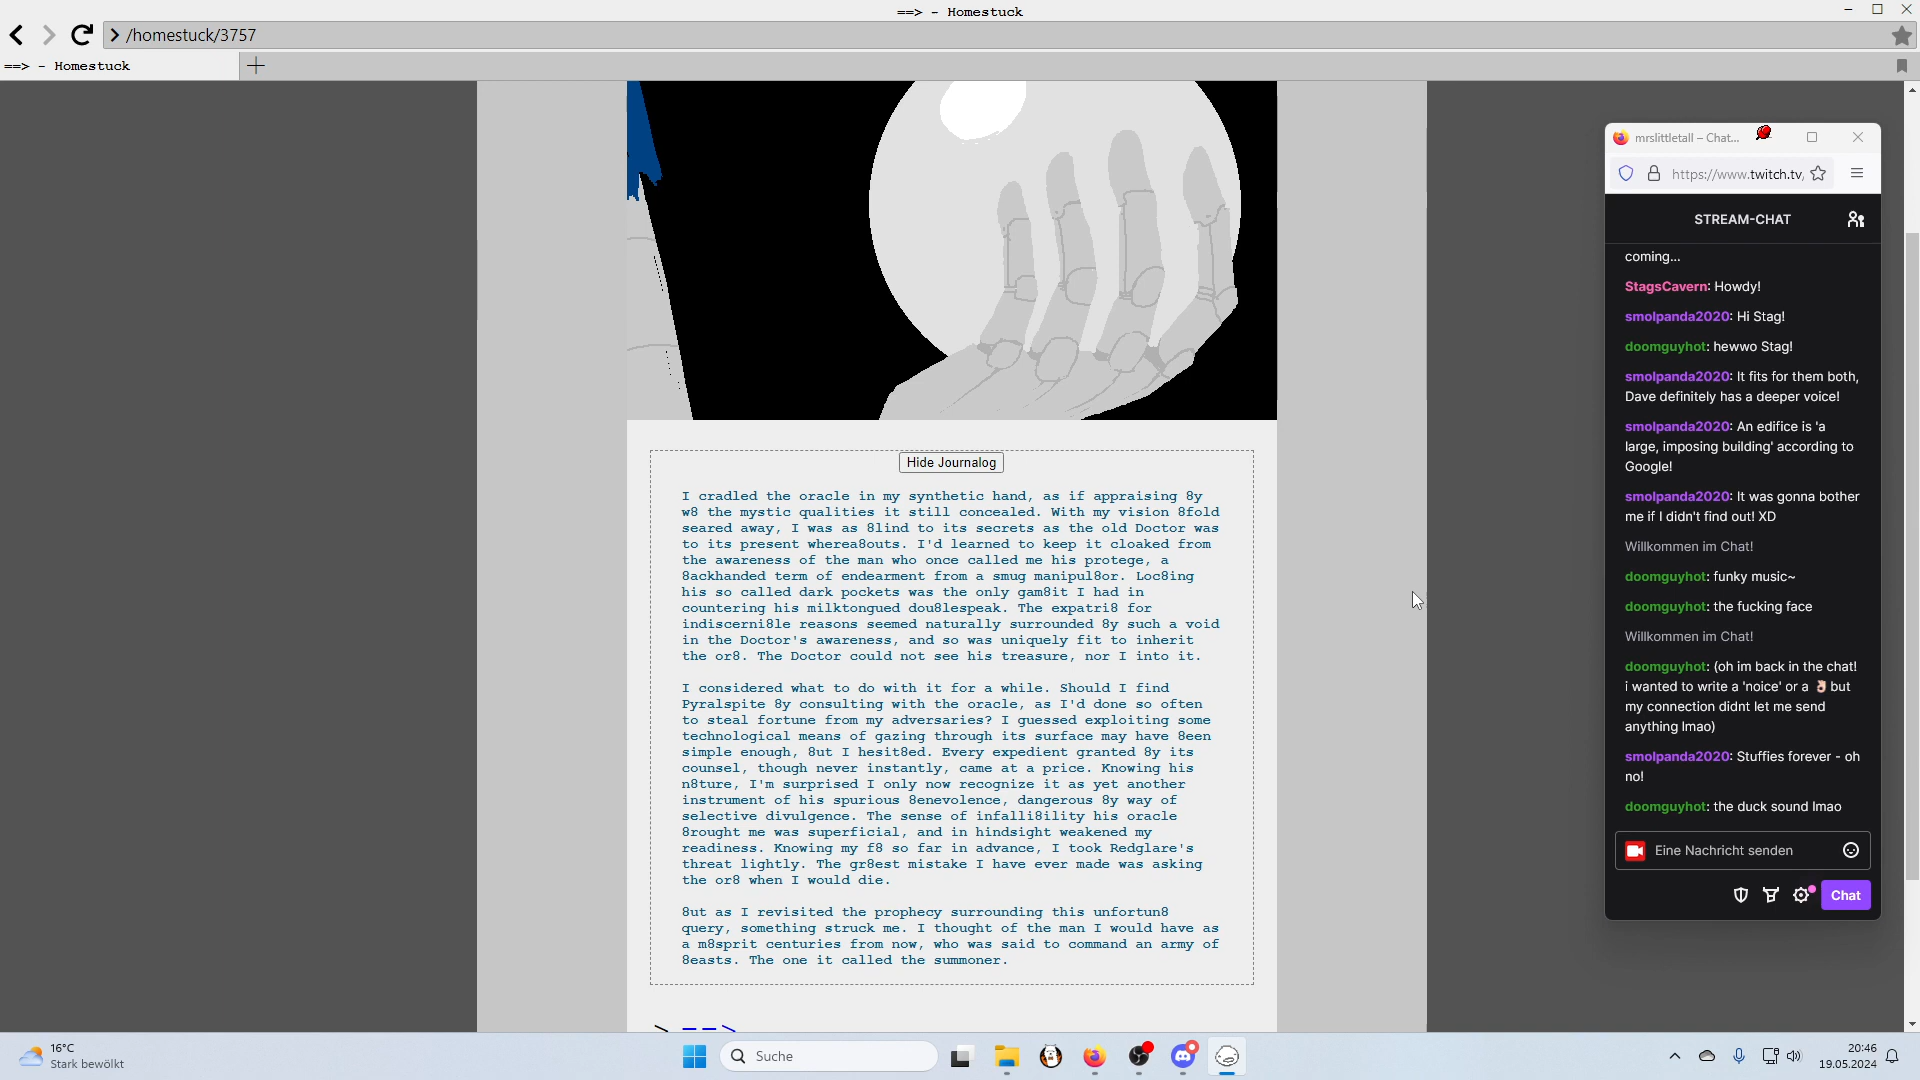 ==> - Homestuck
/homestuck/3757
==> - Homestuck
mrslittletall – Chat...
https://www.twitch.tv,
STREAM-CHAT
coming...
StagsCavern: Howdy!
smolpanda2020: Hi Stag!
doomguyhot: hewwo Stag!
smolpanda2020: It fits for them both,
Dave definitely has a deeper voice!
smolpanda2020: An edifice is 'a
large, imposing building' according to
Google!
smolpanda2020: It was gonna bother
me if I didn't find out! XD
Willkommen im Chat!
doomguyhot: funky music~
doomguyhot: the fucking face
Willkommen im Chat!
doomguyhot: (oh im back in the chat!
i wanted to write a 'noice' or a 👌 but
my connection didnt let me send
anything lmao)
smolpanda2020: Stuffies forever - oh
no!
doomguyhot: the duck sound lmao
Eine Nachricht senden
Chat
Hide Journalog
I cradled the oracle in my synthetic hand, as if appraising 8y
w8 the mystic qualities it still concealed. With my vision 8fold
seared away, I was as 8lind to its secrets as the old Doctor was
to its present wherea8outs. I'd learned to keep it cloaked from
the awareness of the man who once called me his protege, a
8ackhanded term of endearment from a smug manipul8or. Loc8ing
his so called dark pockets was the only gam8it I had in
countering his milktongued dou8lespeak. The expatri8 for
indiscerni8le reasons seemed naturally surrounded 8y such a void
in the Doctor's awareness, and so was uniquely fit to inherit
the or8. The Doctor could not see his treasure, nor I into it.
I considered what to do with it for a while. Should I find
Pyralspite 8y consulting with the oracle, as I'd done so often
to steal fortune from my adversaries? I guessed exploiting some
technological means of gazing through its surface may have 8een
simple enough, 8ut I hesit8ed. Every expedient granted 8y its
counsel, though never instantly, came at a price. Knowing his
n8ture, I'm surprised I only now recognize it as yet another
instrument of his spurious 8enevolence, dangerous 8y way of
selective divulgence. The sense of infalli8ility his oracle
8rought me was superficial, and in hindsight weakened my
readiness. Knowing my f8 so far in advance, I took Redglare's
threat lightly. The gr8est mistake I have ever made was asking
the or8 when I would die.
8ut as I revisited the prophecy surrounding this unfortun8
query, something struck me. I thought of the man I would have as
a m8sprit centuries from now, who was said to command an army of
8easts. The one it called the summoner.
> ==>
16°C
Stark bewölkt
Suche
20:46
19.05.2024